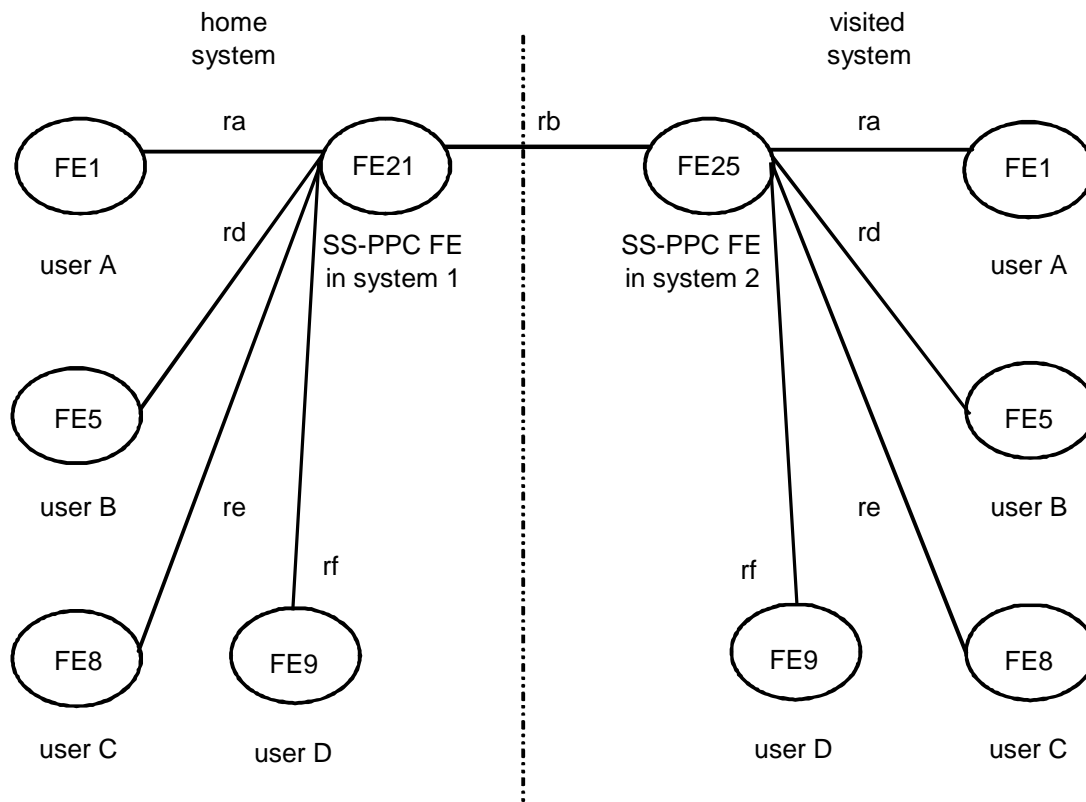 home
system
visited
system
ra
rb
ra
FE1
FE21
FE25
FE1
rd
SS-PPC FE
in system 1
SS-PPC FE
in system 2
rd
user A
user A
FE5
FE5
user B
re
re
user B
rf
rf
FE8
FE9
FE9
FE8
user C
user D
user D
user C